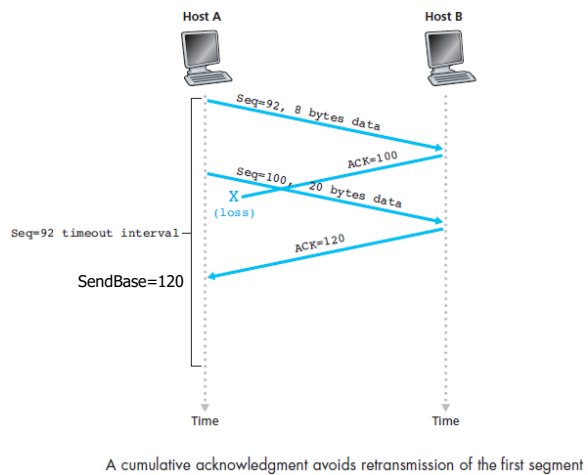 Host A
Host B
Seq=92, 8 bytes data
ACK=100
Seq=100, 20 bytes data
X
(loss)
Seq=92 timeout interval
ACK=120
SendBase=120
Time
Time
A cumulative acknowledgment avoids retransmission of the first segment